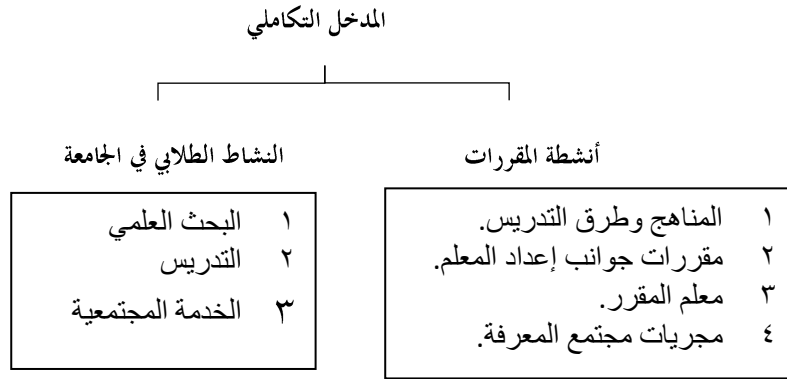 المدخل التكاملي
أنشطة المقررات
١ المناهج وطرق التدريس.
٢ مقررات جوانب إعداد المعلم.
٣ معلم المقرر.
٤ مجريات مجتمع المعرفة.
النشاط الطلابي في الجامعة
١ البحث العلمي
٢ التدريس
٣ الخدمة المجتمعية